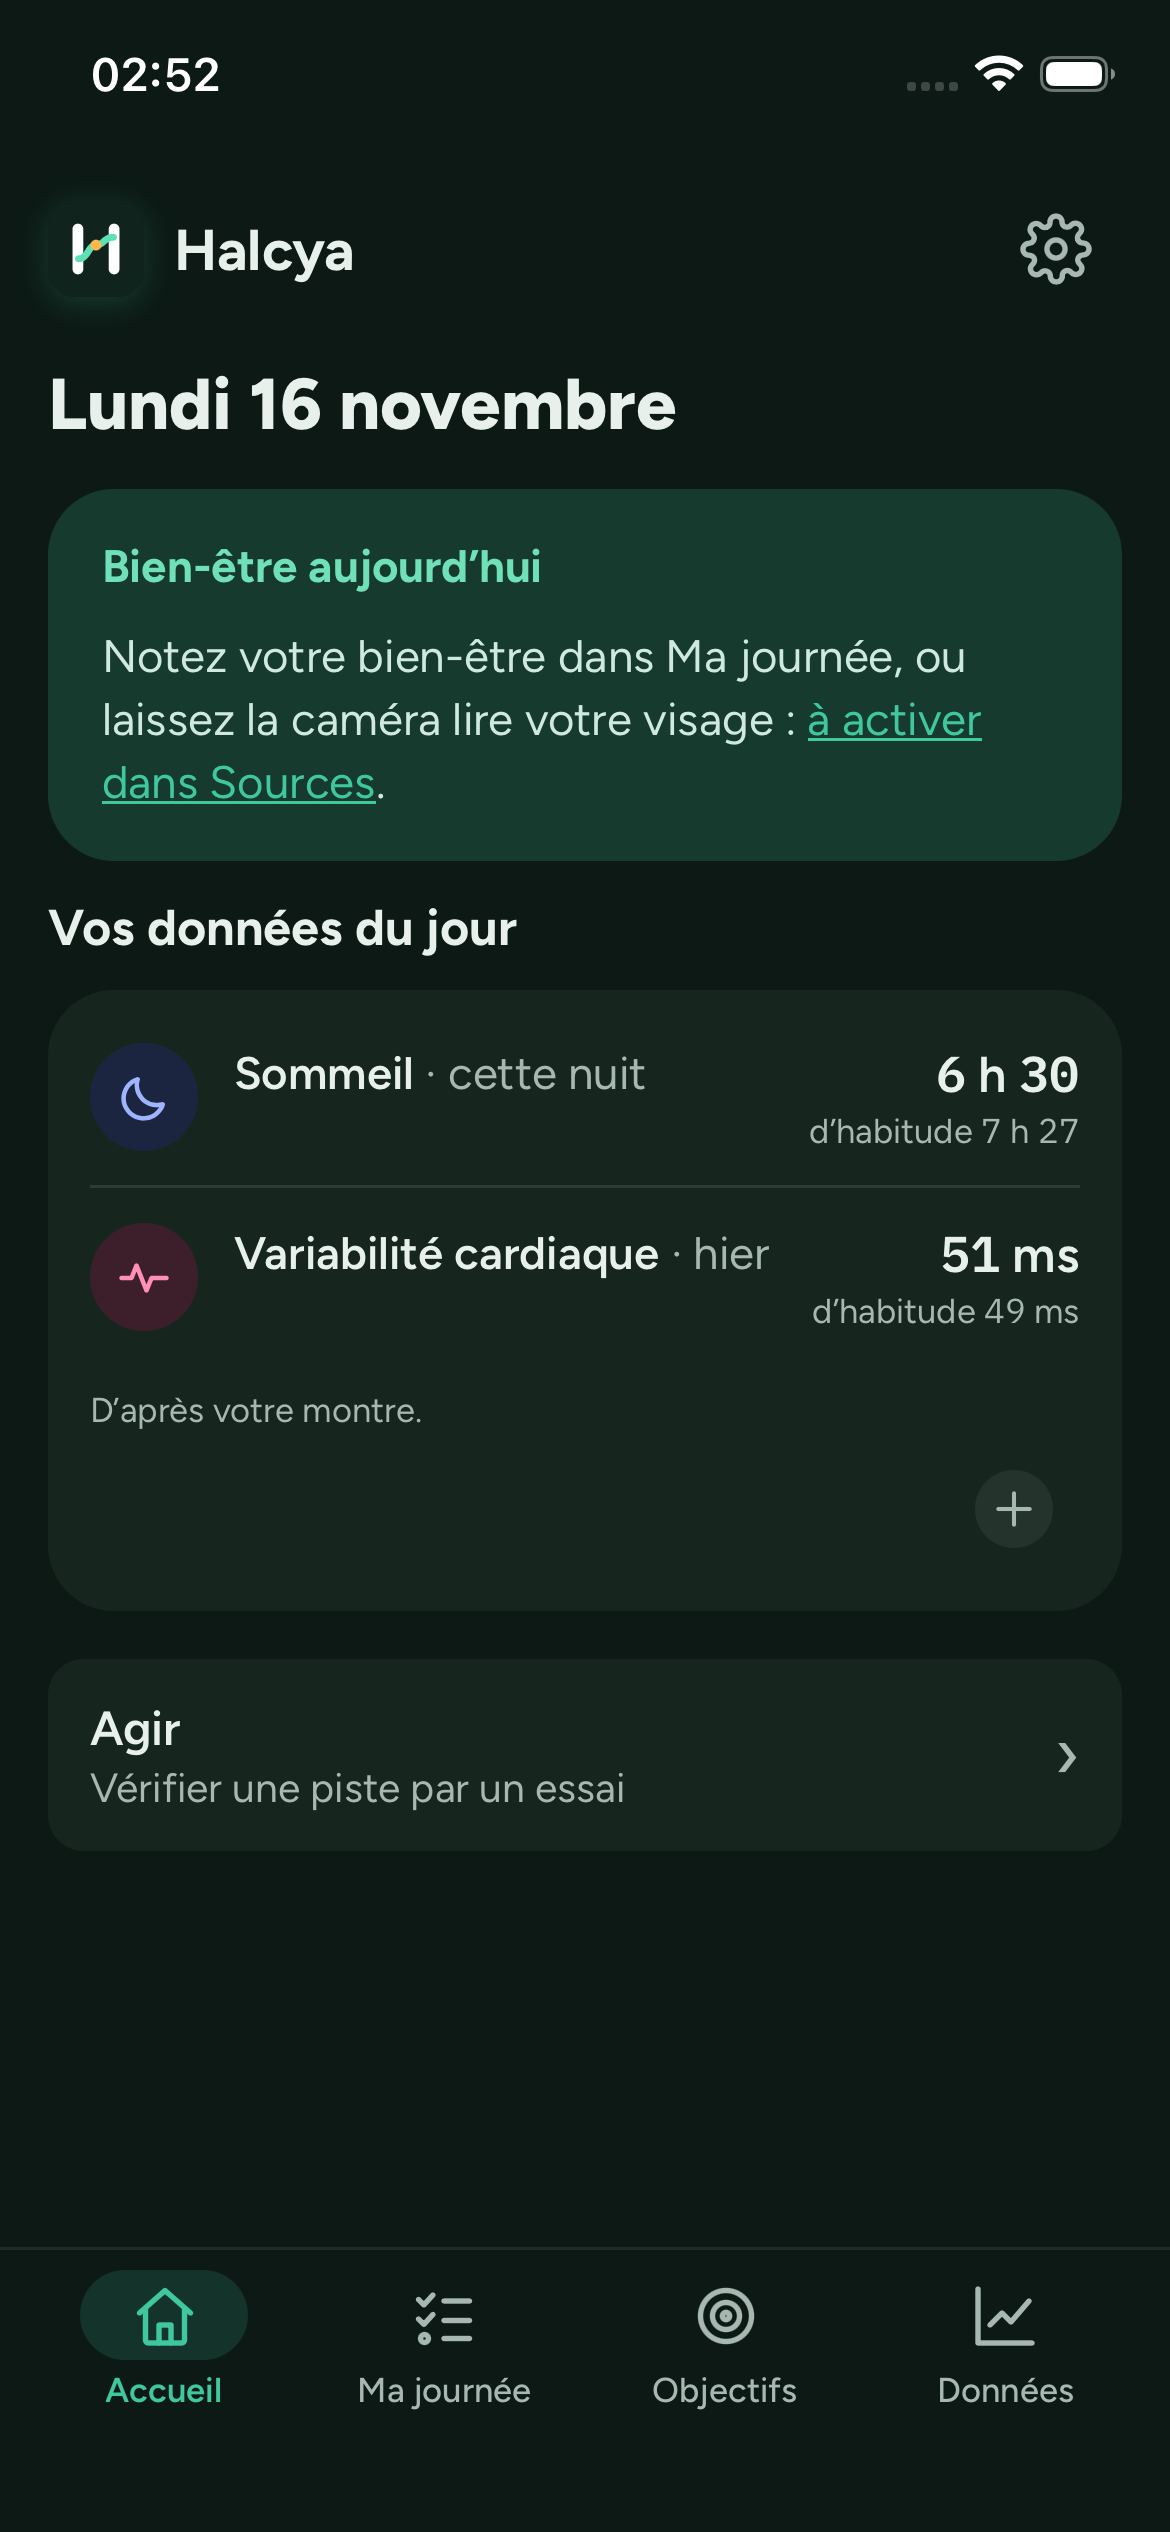 02:52
Halcya
Lundi 16 novembre
Bien-être aujourd’hui
Notez votre bien-être dans Ma journée, ou
laissez la caméra lire votre visage : à activer
dans Sources.
Vos données du jour
Sommeil · cette nuit
6 h 30
d’habitude 7 h 27
Variabilité cardiaque · hier
51 ms
d’habitude 49 ms
D’après votre montre.
Agir
Vérifier une piste par un essai
Accueil
Ma journée
Objectifs
Données